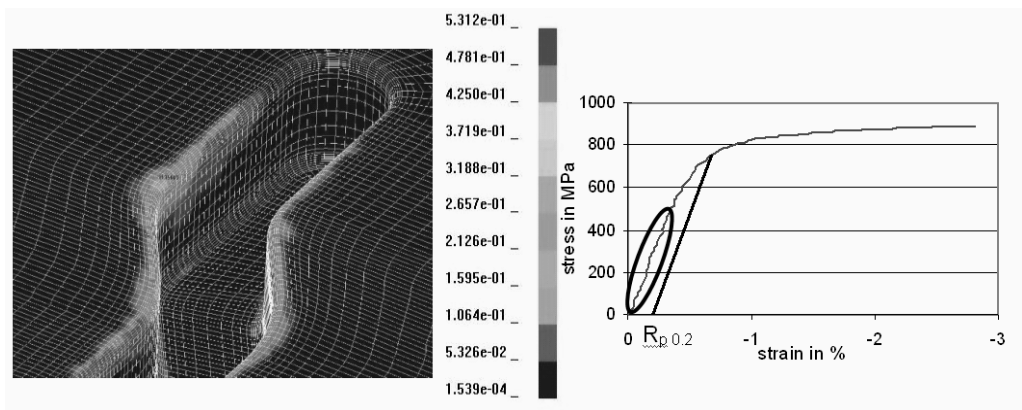 5.312e-01
4.781e-01
4.250e-01
3.719e-01
3.188e-01
2.657e-01
2.126e-01
1.595e-01
1.064e-01
5.326e-02
1.539e-04
stress in MPa
1000
800
600
400
200
0
0 -1 -2 -3
Rp 0.2
strain in %